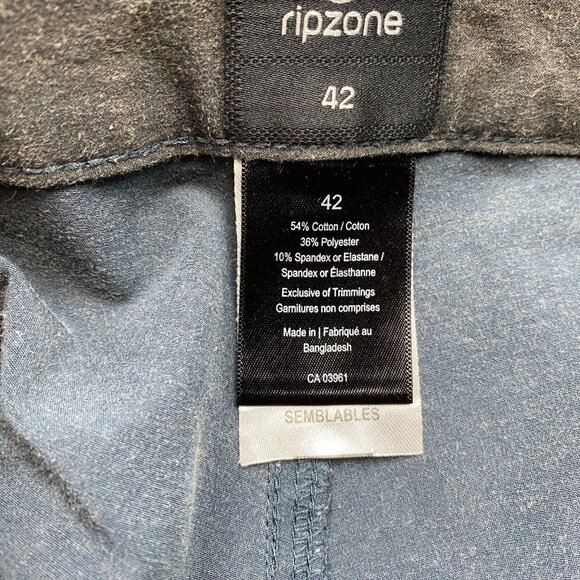 ripzone
42
42
54% Cotton / Coton
36% Polyester
10% Spandex or Elastane /
Spandex or Élasthanne
Exclusive of Trimmings
Garnitures non comprises
Made in | Fabriqué au
Bangladesh
CA 03961
SEMBLABLES